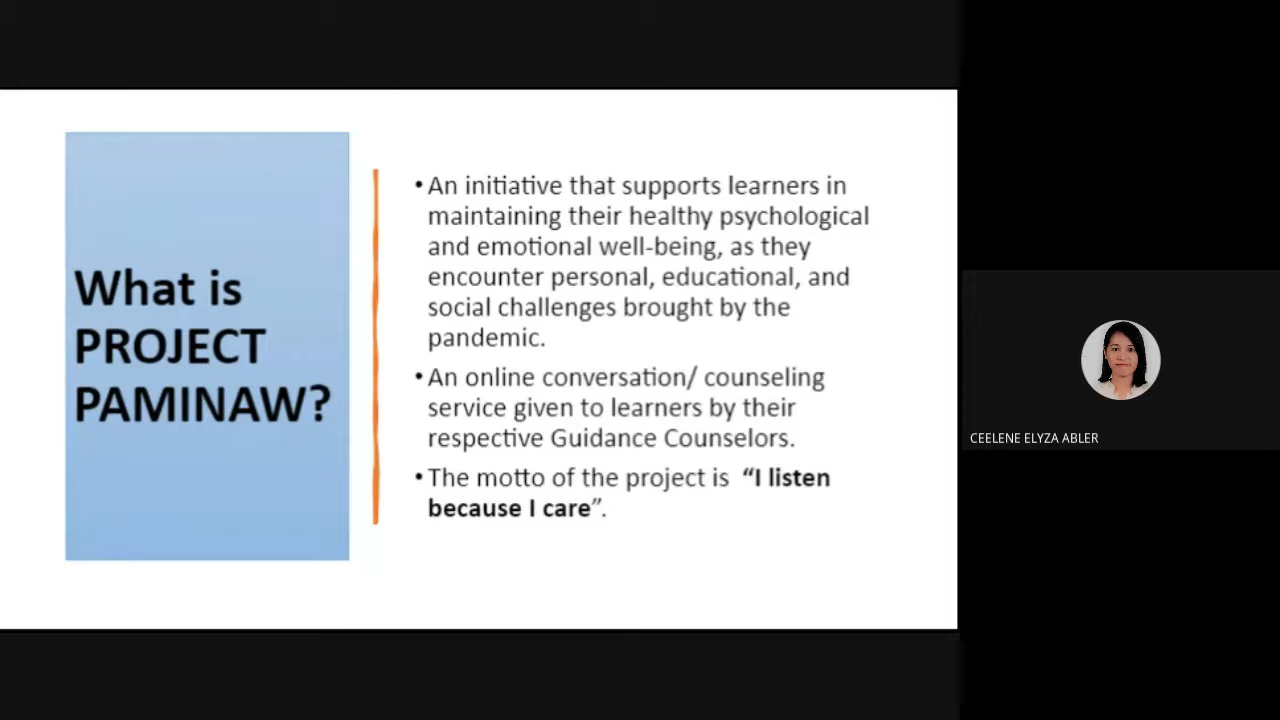 What is
PROJECT
PAMINAW?
• An initiative that supports learners in
maintaining their healthy psychological
and emotional well-being, as they
encounter personal, educational, and
social challenges brought by the
pandemic.
• An online conversation/ counseling
service given to learners by their
respective Guidance Counselors.
• The motto of the project is “I listen
because I care”.
CEELENE ELYZA ABLER